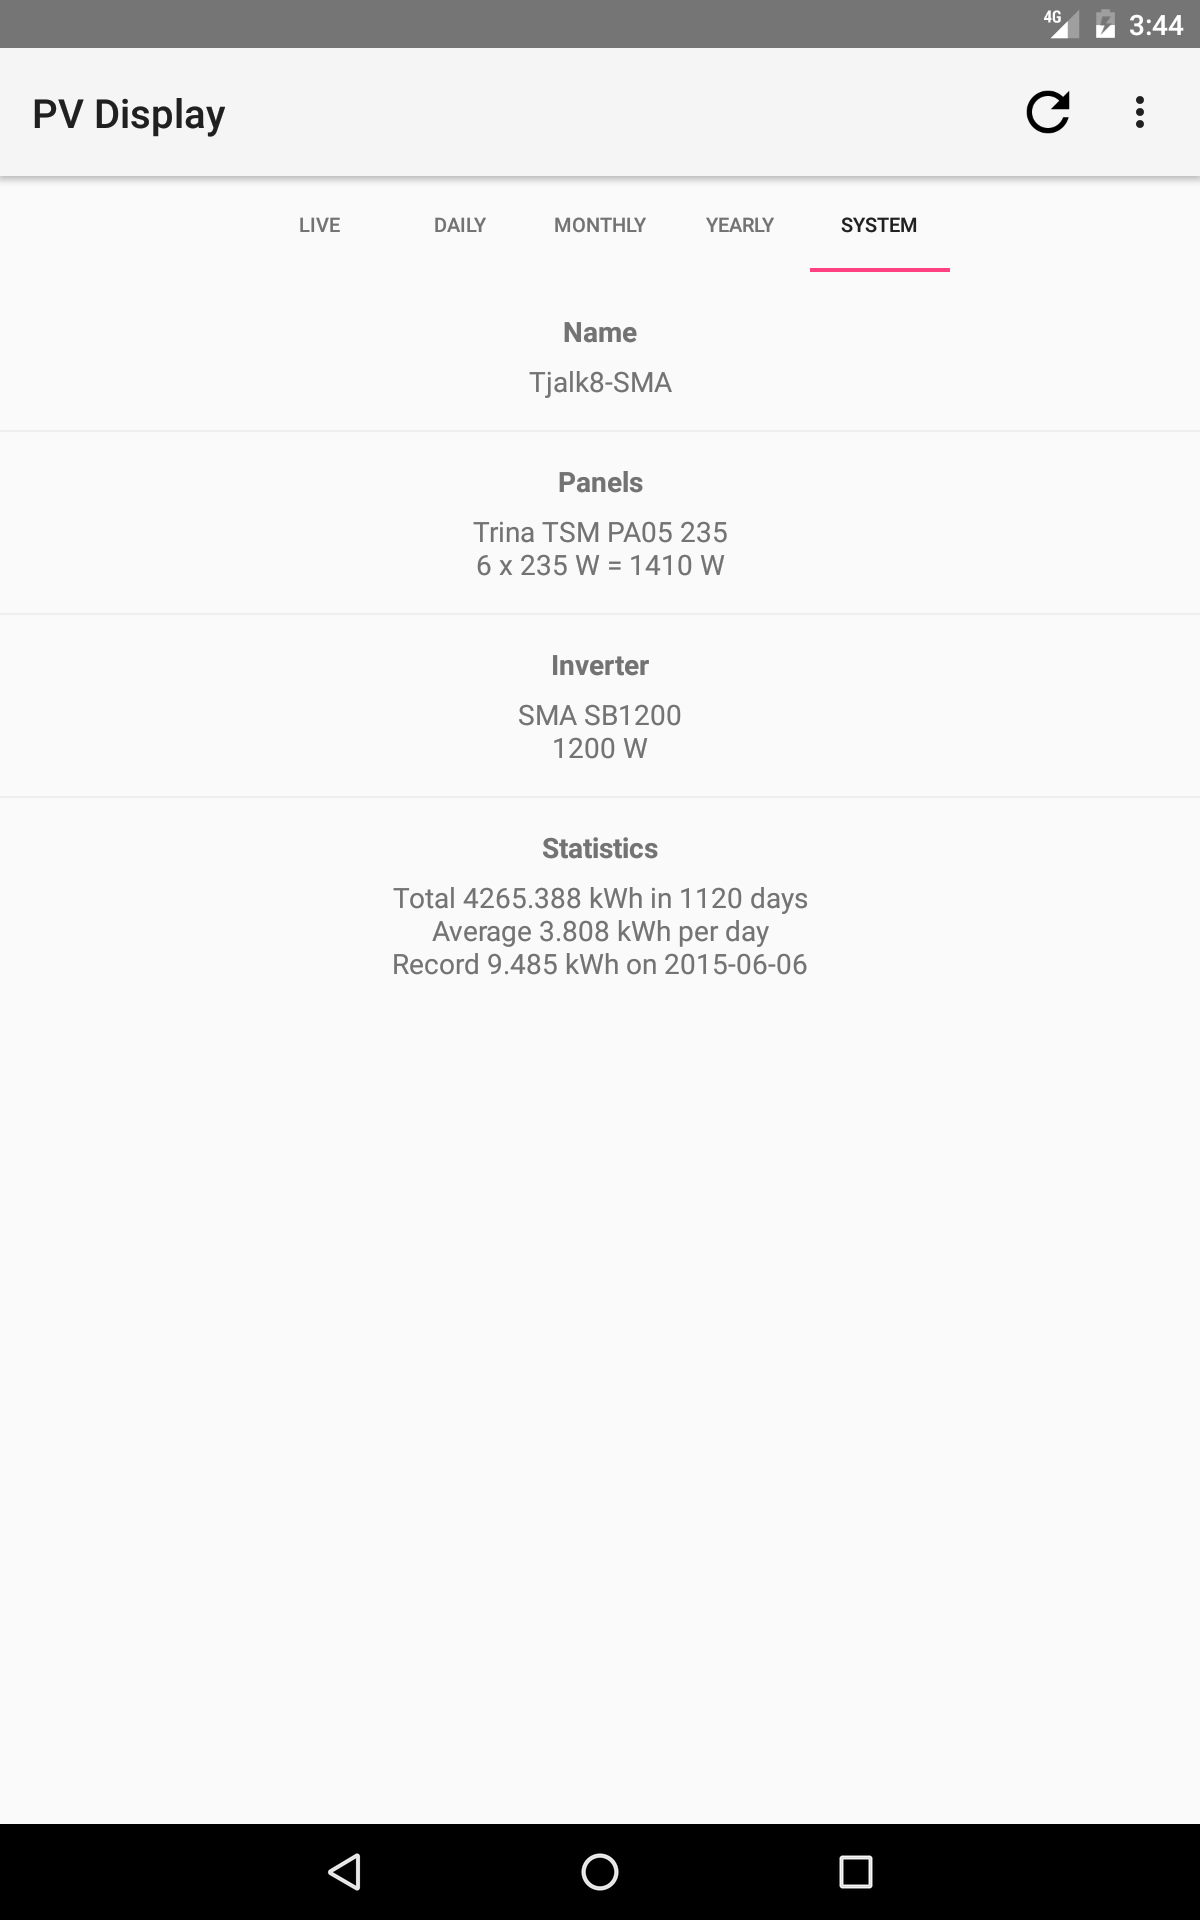 4G 3:44
PV Display
LIVE DAILY MONTHLY YEARLY SYSTEM
Name
Tjalk8-SMA
Panels
Trina TSM PA05 235
6 x 235 W = 1410 W
Inverter
SMA SB1200
1200 W
Statistics
Total 4265.388 kWh in 1120 days
Average 3.808 kWh per day
Record 9.485 kWh on 2015-06-06